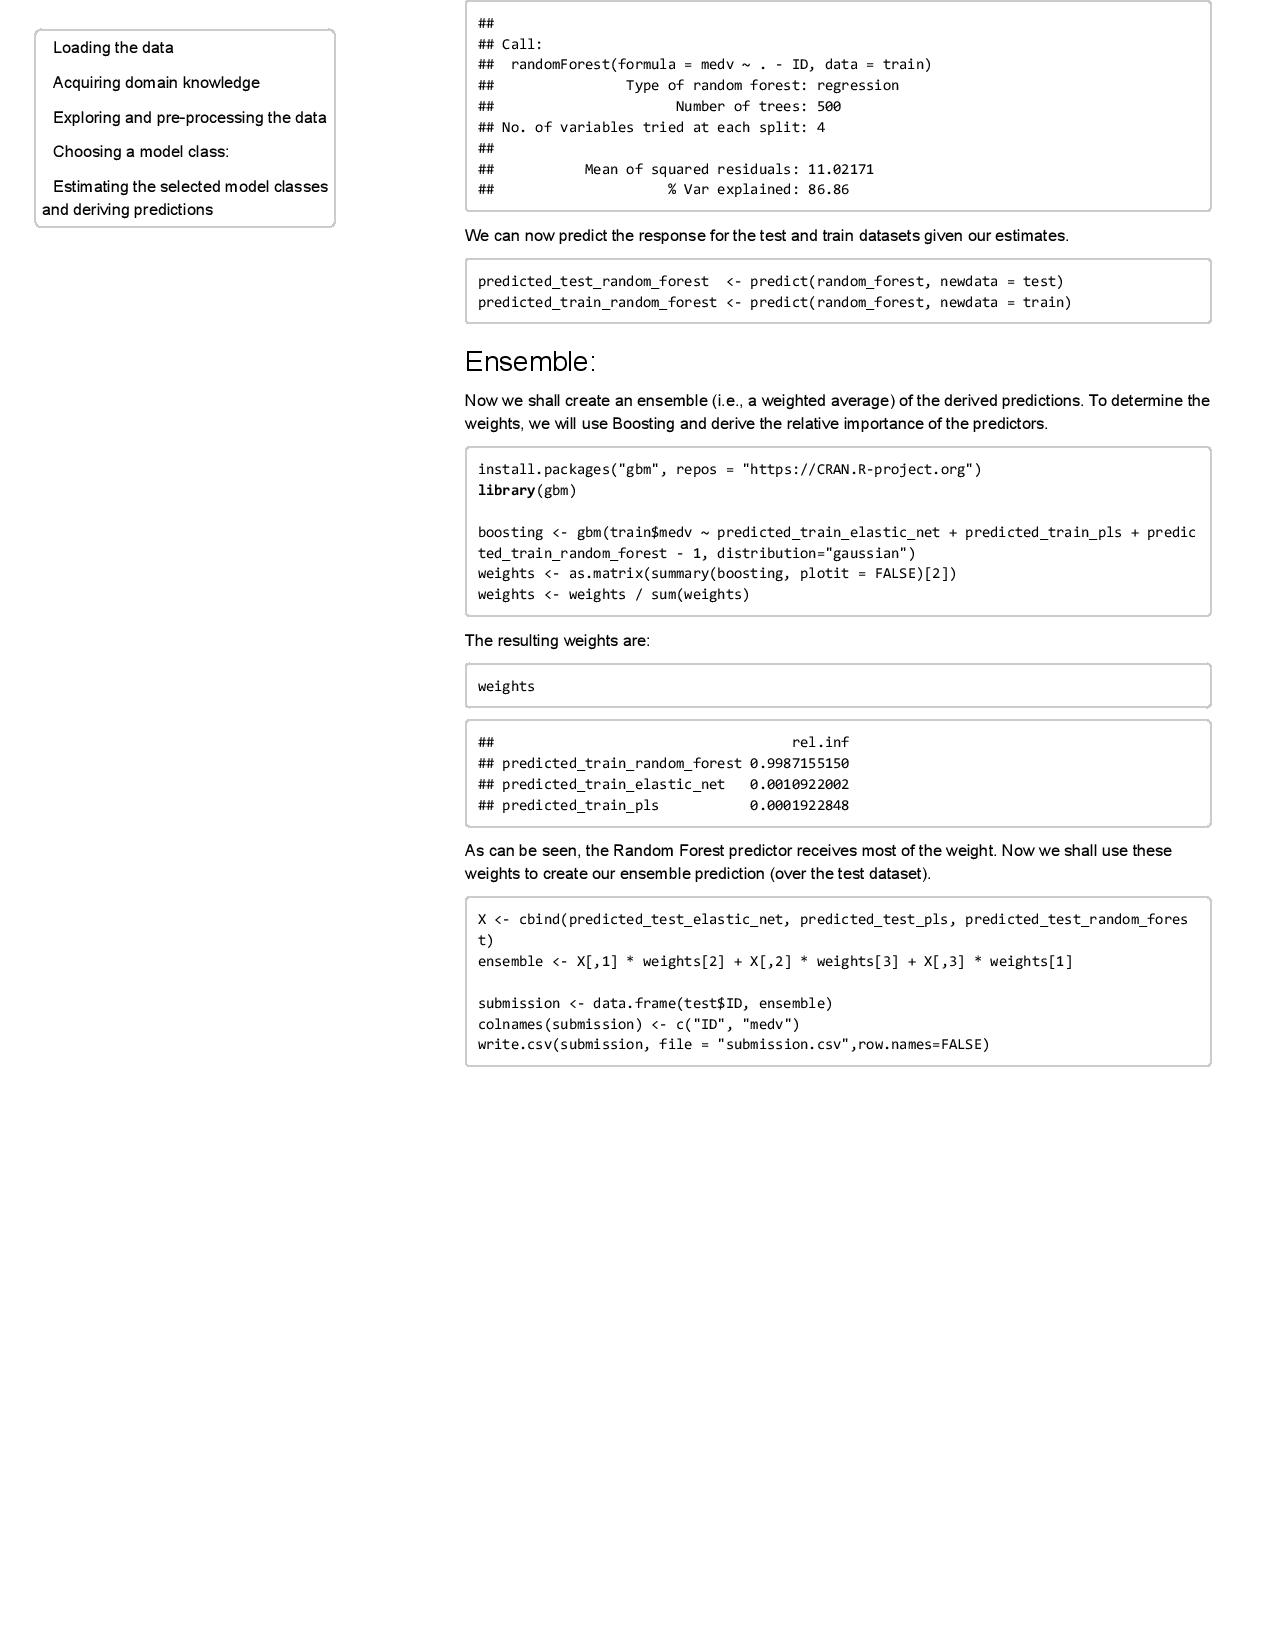 Loading the data
Acquiring domain knowledge
Exploring and pre-processing the data
Choosing a model class:
Estimating the selected model classes
and deriving predictions
##
## Call:
##  randomForest(formula = medv ~ . - ID, data = train)
##                Type of random forest: regression
##                      Number of trees: 500
## No. of variables tried at each split: 4
##
##           Mean of squared residuals: 11.02171
##                     % Var explained: 86.86
We can now predict the response for the test and train datasets given our estimates.
predicted_test_random_forest  <- predict(random_forest, newdata = test)
predicted_train_random_forest <- predict(random_forest, newdata = train)
Ensemble:
Now we shall create an ensemble (i.e., a weighted average) of the derived predictions. To determine the
weights, we will use Boosting and derive the relative importance of the predictors.
install.packages("gbm", repos = "https://CRAN.R-project.org")
library(gbm)
boosting <- gbm(train$medv ~ predicted_train_elastic_net + predicted_train_pls + predic
ted_train_random_forest - 1, distribution="gaussian")
weights <- as.matrix(summary(boosting, plotit = FALSE)[2])
weights <- weights / sum(weights)
The resulting weights are:
weights
##                                    rel.inf
## predicted_train_random_forest 0.9987155150
## predicted_train_elastic_net   0.0010922002
## predicted_train_pls           0.0001922848
As can be seen, the Random Forest predictor receives most of the weight. Now we shall use these
weights to create our ensemble prediction (over the test dataset).
X <- cbind(predicted_test_elastic_net, predicted_test_pls, predicted_test_random_fores
t)
ensemble <- X[,1] * weights[2] + X[,2] * weights[3] + X[,3] * weights[1]
submission <- data.frame(test$ID, ensemble)
colnames(submission) <- c("ID", "medv")
write.csv(submission, file = "submission.csv",row.names=FALSE)